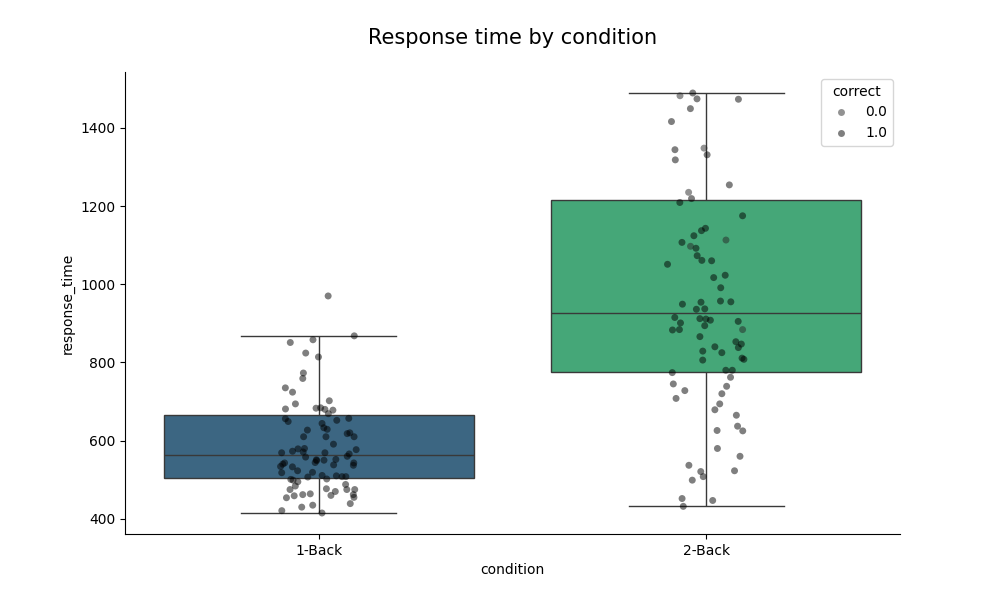 Response time by condition
correct
0.0
1.0
1400
1200
1000
800
600
400
response_time
1-Back
2-Back
condition